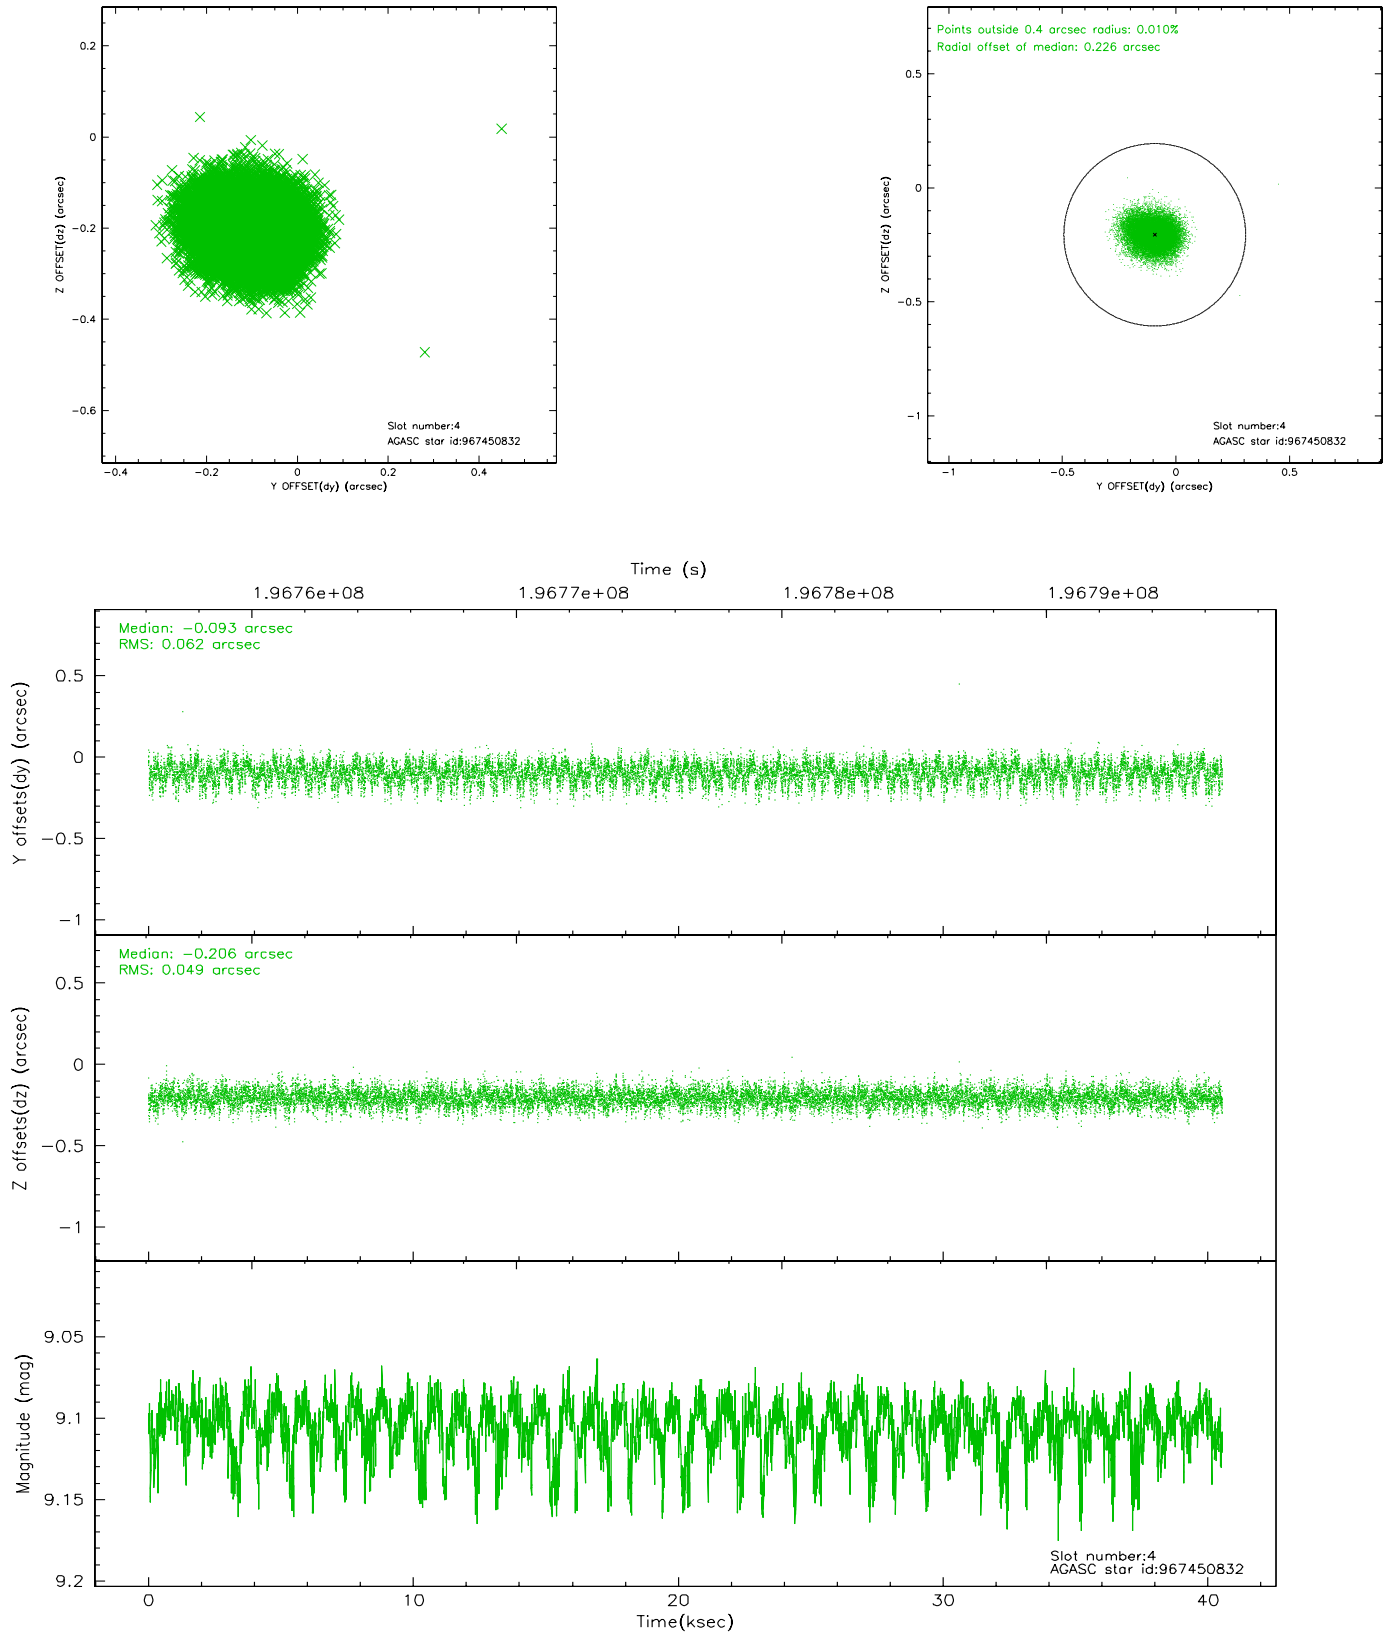 0.2
0
−0.2
−0.4
−0.6
Z OFFSET(dz) (arcsec)
Slot number:4
AGASC star id:967450832
−0.4 −0.2 0 0.2 0.4
Y OFFSET(dy) (arcsec)
Points outside 0.4 arcsec radius: 0.010%
Radial offset of median: 0.226 arcsec
0.5
0
−0.5
−1
Z OFFSET(dz) (arcsec)
Slot number:4
AGASC star id:967450832
−1 −0.5 0 0.5
Y OFFSET(dy) (arcsec)
Time (s)
1.9676e+08 1.9677e+08 1.9678e+08 1.9679e+08
Median: −0.093 arcsec
RMS: 0.062 arcsec
0.5
0
−0.5
−1
Y offsets(dy) (arcsec)
Median: −0.206 arcsec
RMS: 0.049 arcsec
0.5
0
−0.5
−1
Z offsets(dz) (arcsec)
9.05
9.1
9.15
9.2
Magnitude (mag)
Slot number:4
AGASC star id:967450832
0 10 20 30 40
Time(ksec)